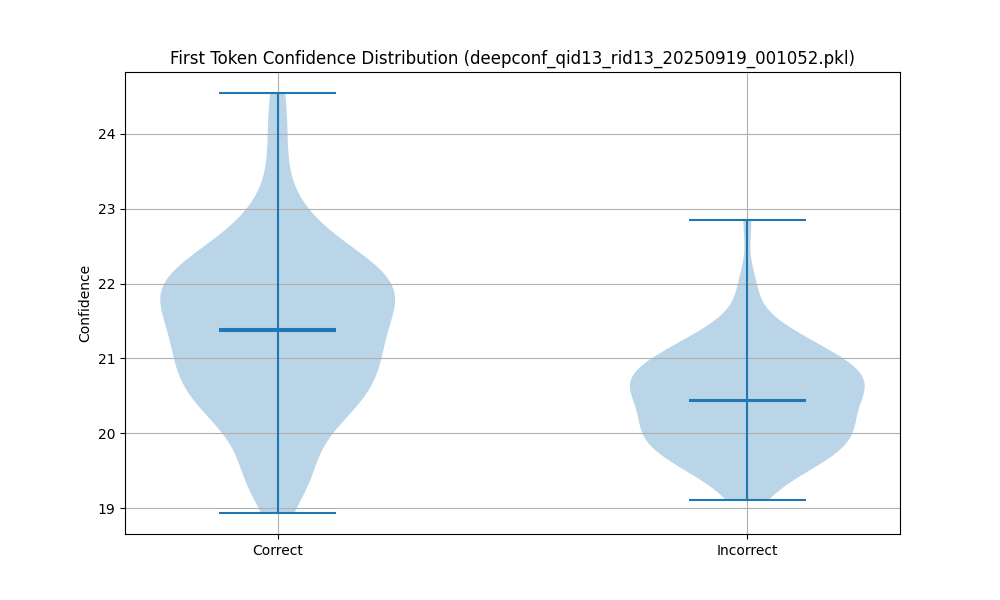 First Token Confidence Distribution (deepconf_qid13_rid13_20250919_001052.pkl)
Confidence
24
23
22
21
20
19
Correct
Incorrect